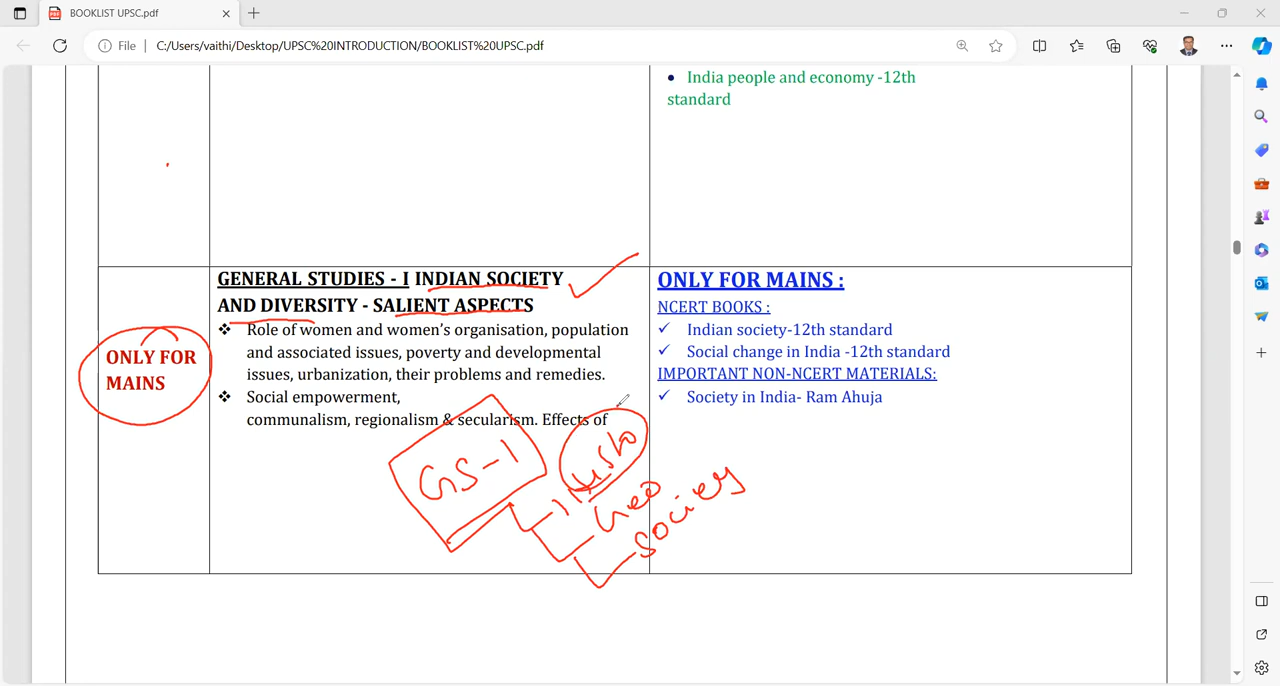 BOOKLIST UPSC.pdf
File
C:/Users/vaithi/Desktop/UPSC%20INTRODUCTION/BOOKLIST%20UPSC.pdf
• India people and economy -12th
standard
ONLY FOR
MAINS
GENERAL STUDIES - I INDIAN SOCIETY
AND DIVERSITY - SALIENT ASPECTS
❖ Role of women and women's organisation, population
and associated issues, poverty and developmental
issues, urbanization, their problems and remedies.
❖ Social empowerment,
communalism, regionalism & secularism. Effects of
ONLY FOR MAINS :
NCERT BOOKS :
✓ Indian society-12th standard
✓ Social change in India -12th standard
IMPORTANT NON-NCERT MATERIALS:
✓ Society in India- Ram Ahuja
GS-1
Geo
Society